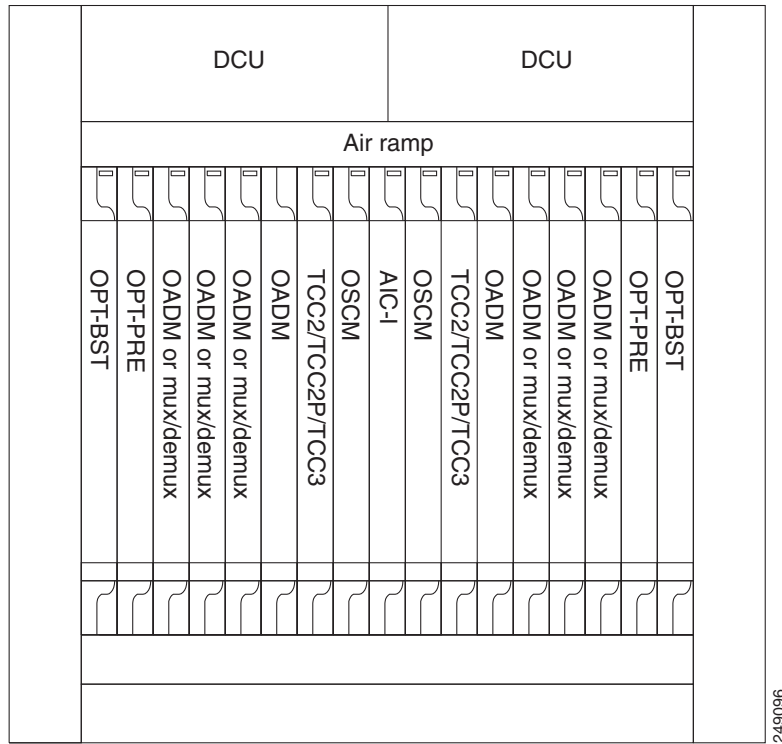 DCU
DCU
Air ramp
OPT-BST
OPT-PRE
OADM or mux/demux
OADM or mux/demux
OADM or mux/demux
OADM
TCC2/TCC2P/TCC3
OSCM
AIC-I
OSCM
TCC2/TCC2P/TCC3
OADM
OADM or mux/demux
OADM or mux/demux
OADM or mux/demux
OPT-PRE
OPT-BST
246096